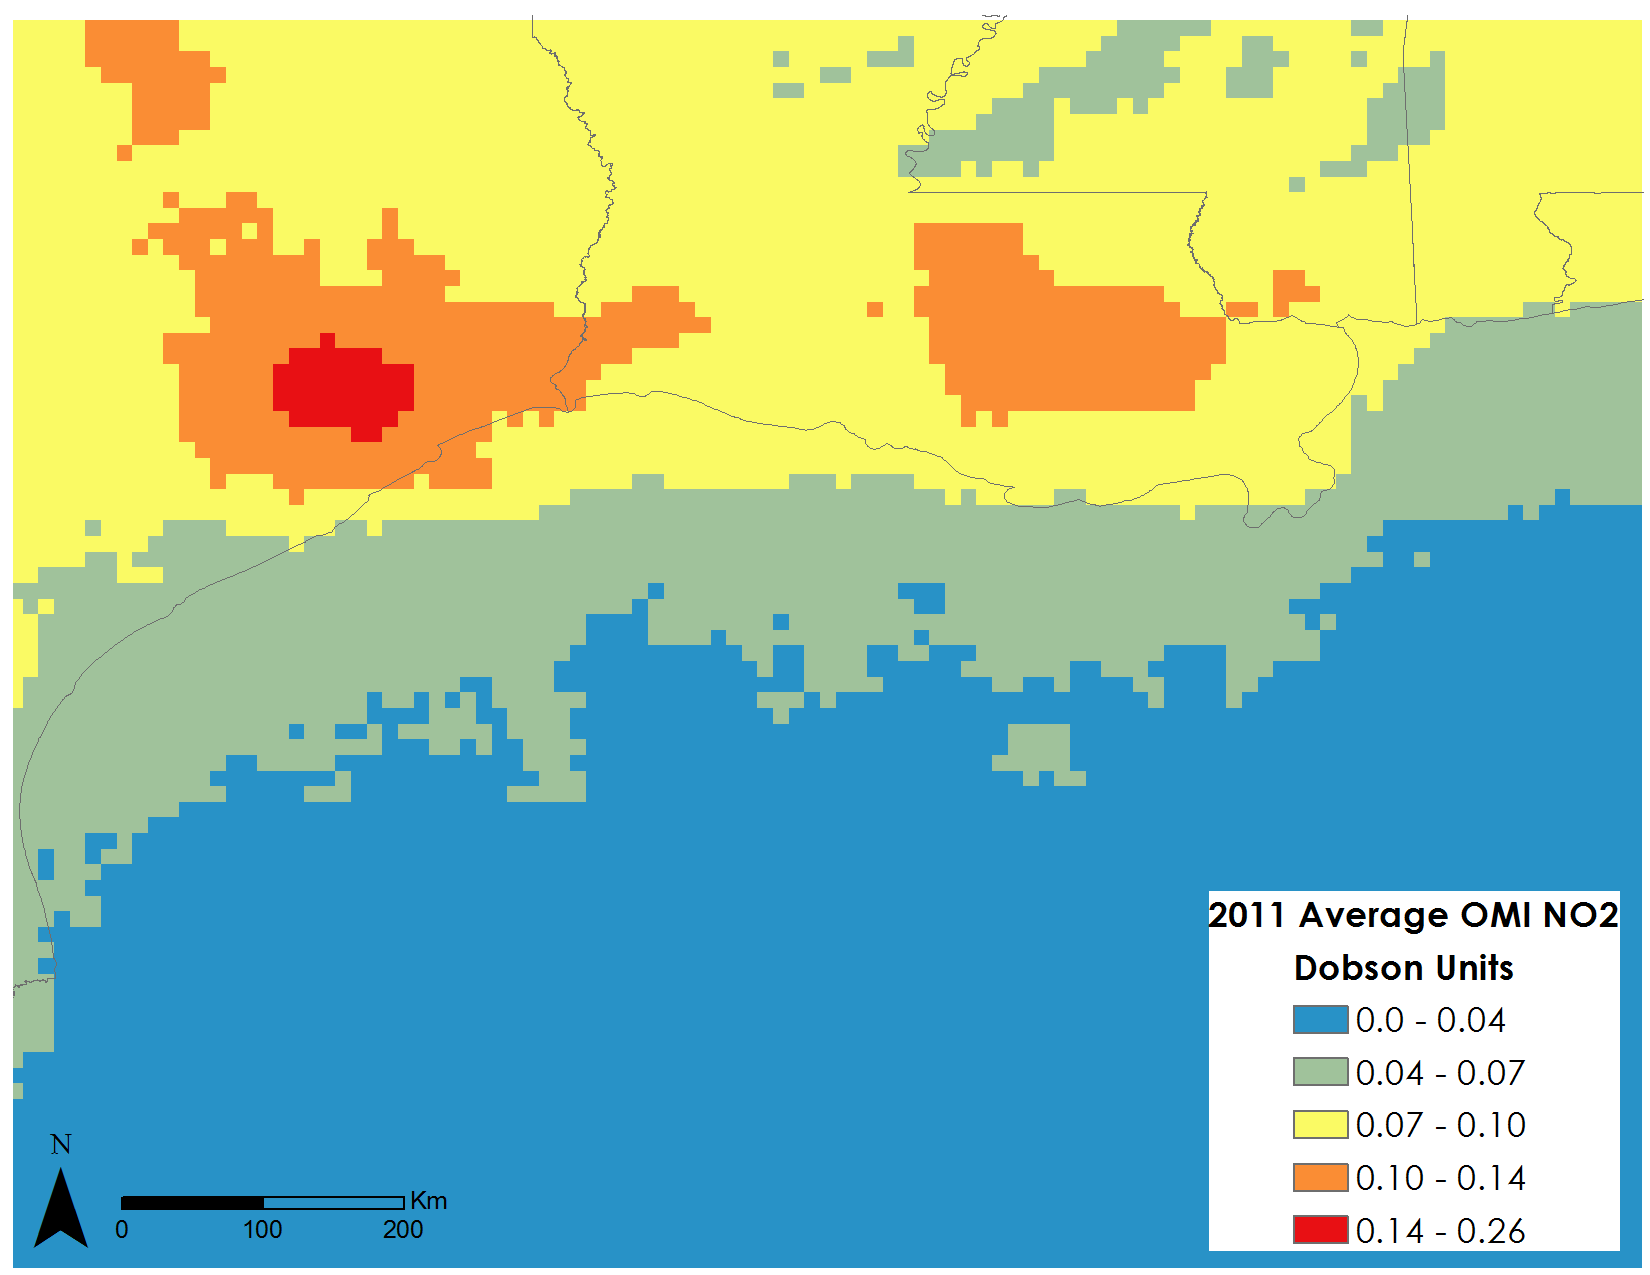 2011 Average OMI NO2
Dobson Units
0.0 - 0.04
0.04 - 0.07
0.07 - 0.10
0.10 - 0.14
0.14 - 0.26
N
Km
0 100 200